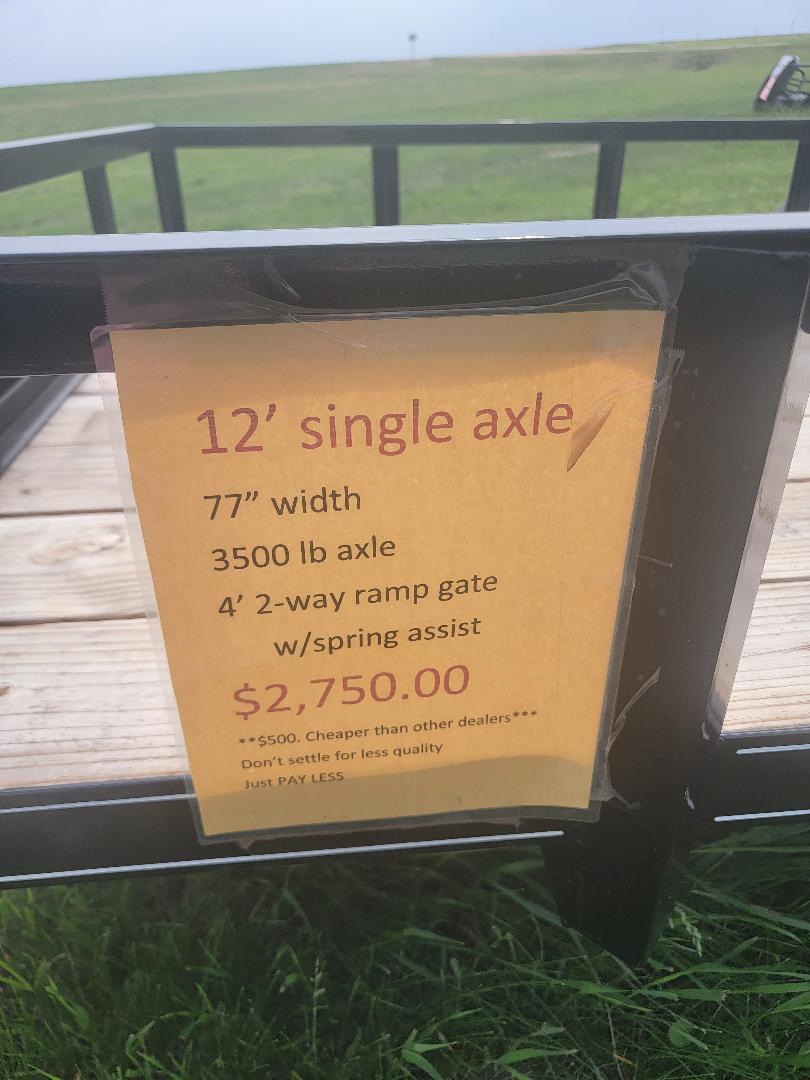 12’ single axle
77” width
3500 lb axle
4’ 2-way ramp gate
w/spring assist
$2,750.00
**$500. Cheaper than other dealers***
Don’t settle for less quality
Just PAY LESS